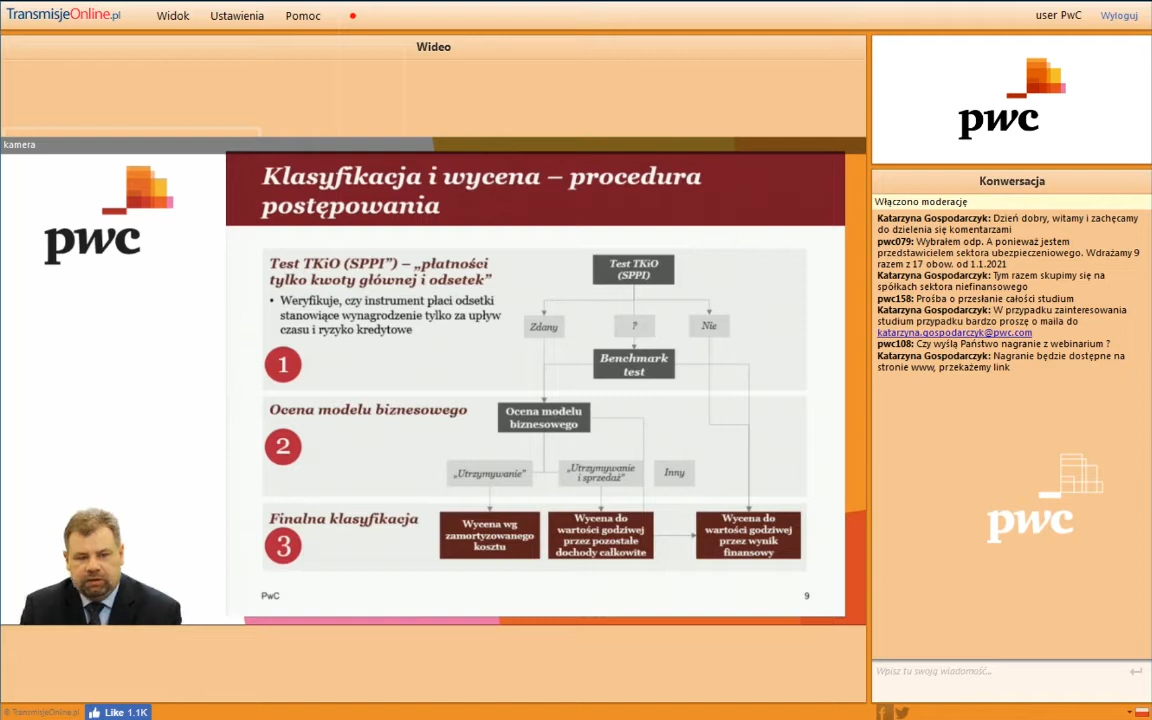 TransmisjeOnline.pl
Widok
Ustawienia
Pomoc
user PwC
Wyloguj
Wideo
kamera
pwc
Klasyfikacja i wycena – procedura
postępowania
Test TKiO (SPPI”) – „płatności
tylko kwoty głównej i odsetek”
• Weryfikuje, czy instrument płaci odsetki
stanowiące wynagrodzenie tylko za upływ
czasu i ryzyko kredytowe
1
Test TKiO
(SPPI)
Zdany
?
Nie
Benchmark
test
Ocena modelu biznesowego
2
Ocena modelu
biznesowego
„Utrzymywanie”
„Utrzymywanie
i sprzedaż”
Inny
Finalna klasyfikacja
3
Wycena wg
zamortyzowanego
kosztu
Wycena do
wartości godziwej
przez pozostałe
dochody całkowite
Wycena do
wartości godziwej
przez wynik
finansowy
PwC
9
pwc
Konwersacja
Włączono moderację
Katarzyna Gospodarczyk: Dzień dobry, witamy i zachęcamy
do dzielenia się komentarzami
pwc079: Wybrałem odp. A ponieważ jestem
przedstawicielem sektora ubezpieczeniowego. Wdrażamy 9
razem z 17 obow. od 1.1.2021
Katarzyna Gospodarczyk: Tym razem skupimy się na
spółkach sektora niefinansowego
pwc158: Prośba o przesłanie całości studium
Katarzyna Gospodarczyk: W przypadku zainteresowania
studium przypadku bardzo proszę o maila do
katarzyna.gospodarczyk@pwc.com
pwc108: Czy wyślą Państwo nagranie z webinarium ?
Katarzyna Gospodarczyk: Nagranie będzie dostępne na
stronie www, przekażemy link
pwc
Wpisz tu swoją wiadomość...
© TransmisjeOnline.pl
Like 1.1K